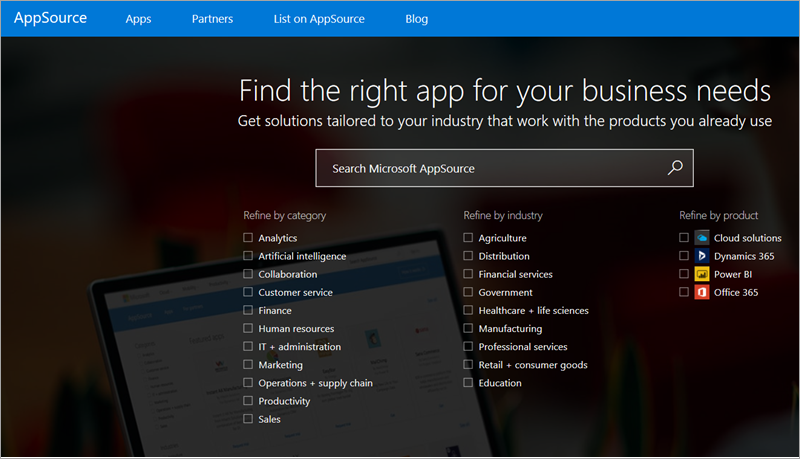 AppSource
Apps
Partners
List on AppSource
Blog
Find the right app for your business needs
Get solutions tailored to your industry that work with the products you already use
Search Microsoft AppSource
Refine by category
Analytics
Artificial intelligence
Collaboration
Customer service
Finance
Human resources
IT + administration
Marketing
Operations + supply chain
Productivity
Sales
Refine by industry
Agriculture
Distribution
Financial services
Government
Healthcare + life sciences
Manufacturing
Professional services
Retail + consumer goods
Education
Refine by product
Cloud solutions
Dynamics 365
Power BI
Office 365